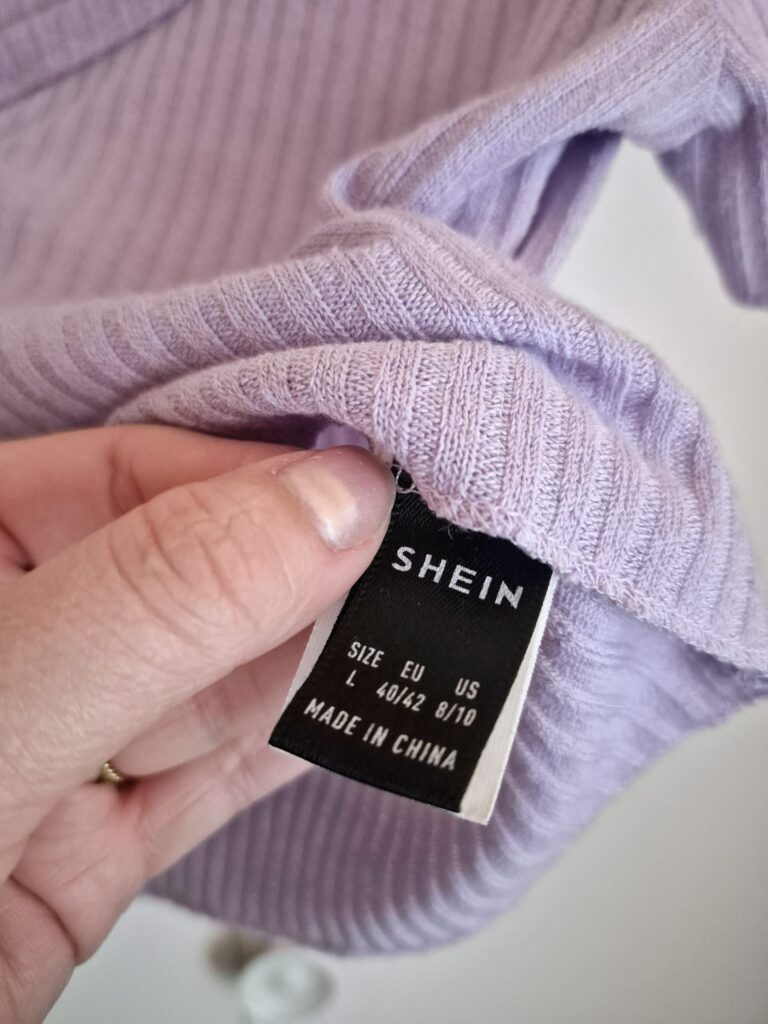 SHEIN
SIZE EU US
L 40/42 8/10
MADE IN CHINA